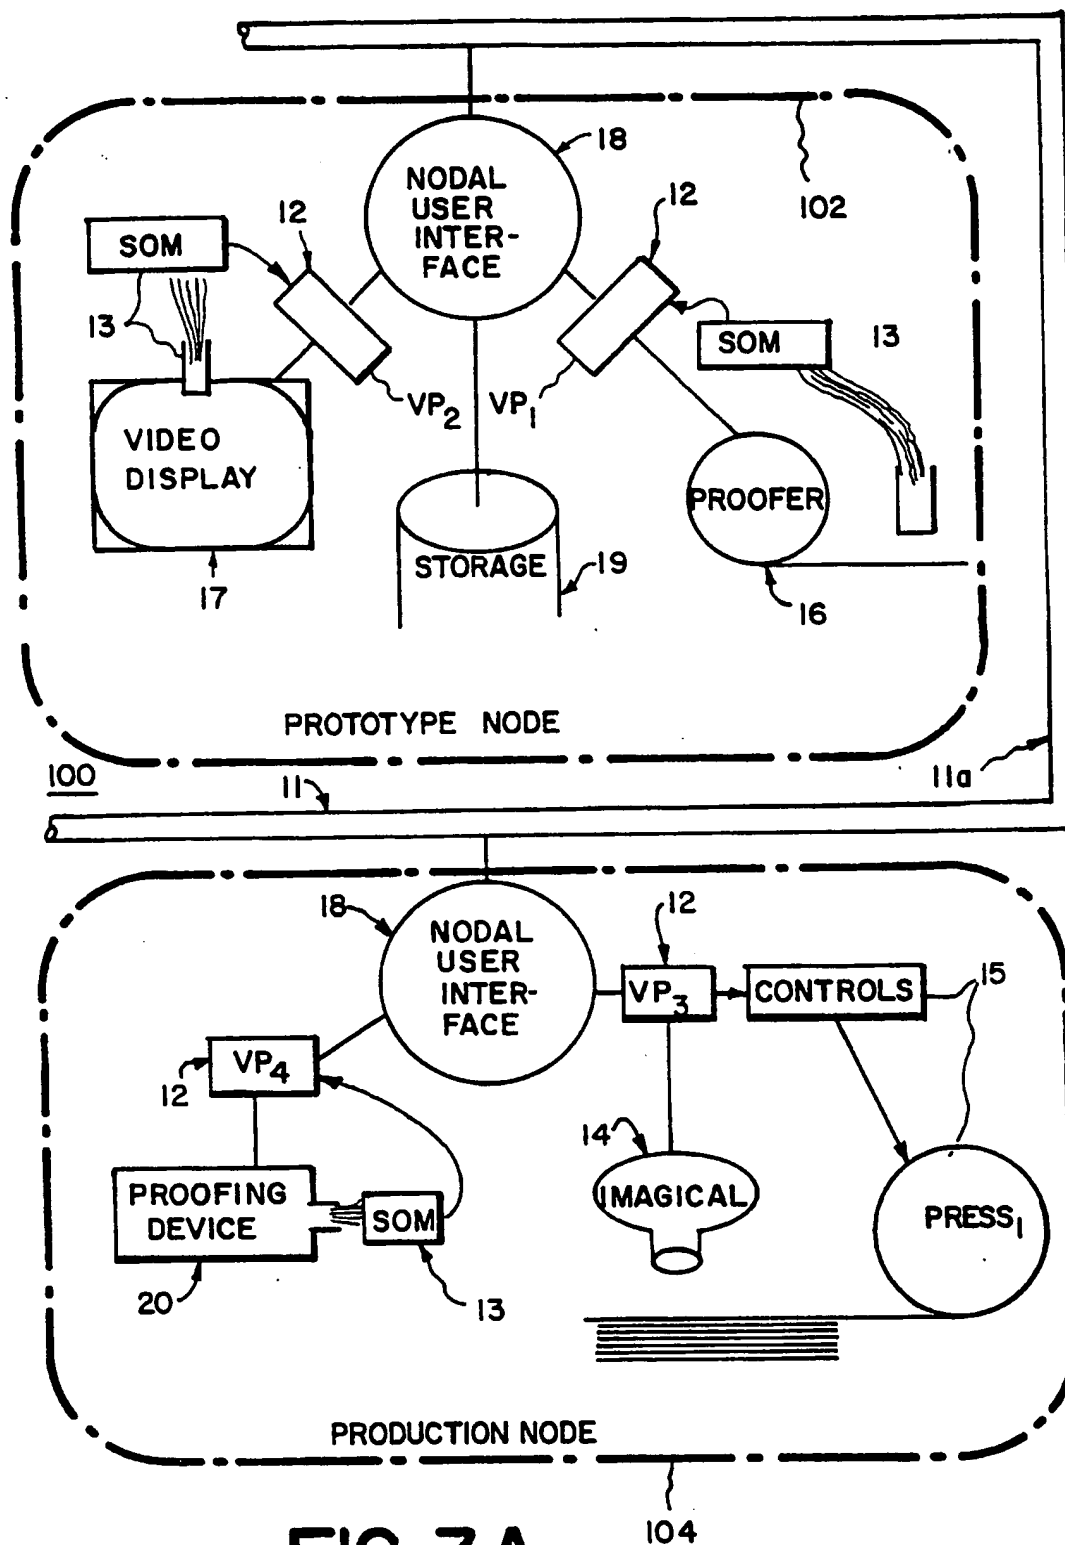 18
NODAL
USER
INTER-
FACE
12
12
102
SOM
13
SOM
13
VP2
VP1
VIDEO
DISPLAY
PROOFER
STORAGE
19
17
16
PROTOTYPE NODE
100
11
11a
18
NODAL
USER
INTER-
FACE
12
VP3
CONTROLS
15
VP4
12
14
IMAGICAL
PROOFING
DEVICE
SOM
PRESS1
20
13
PRODUCTION NODE
104